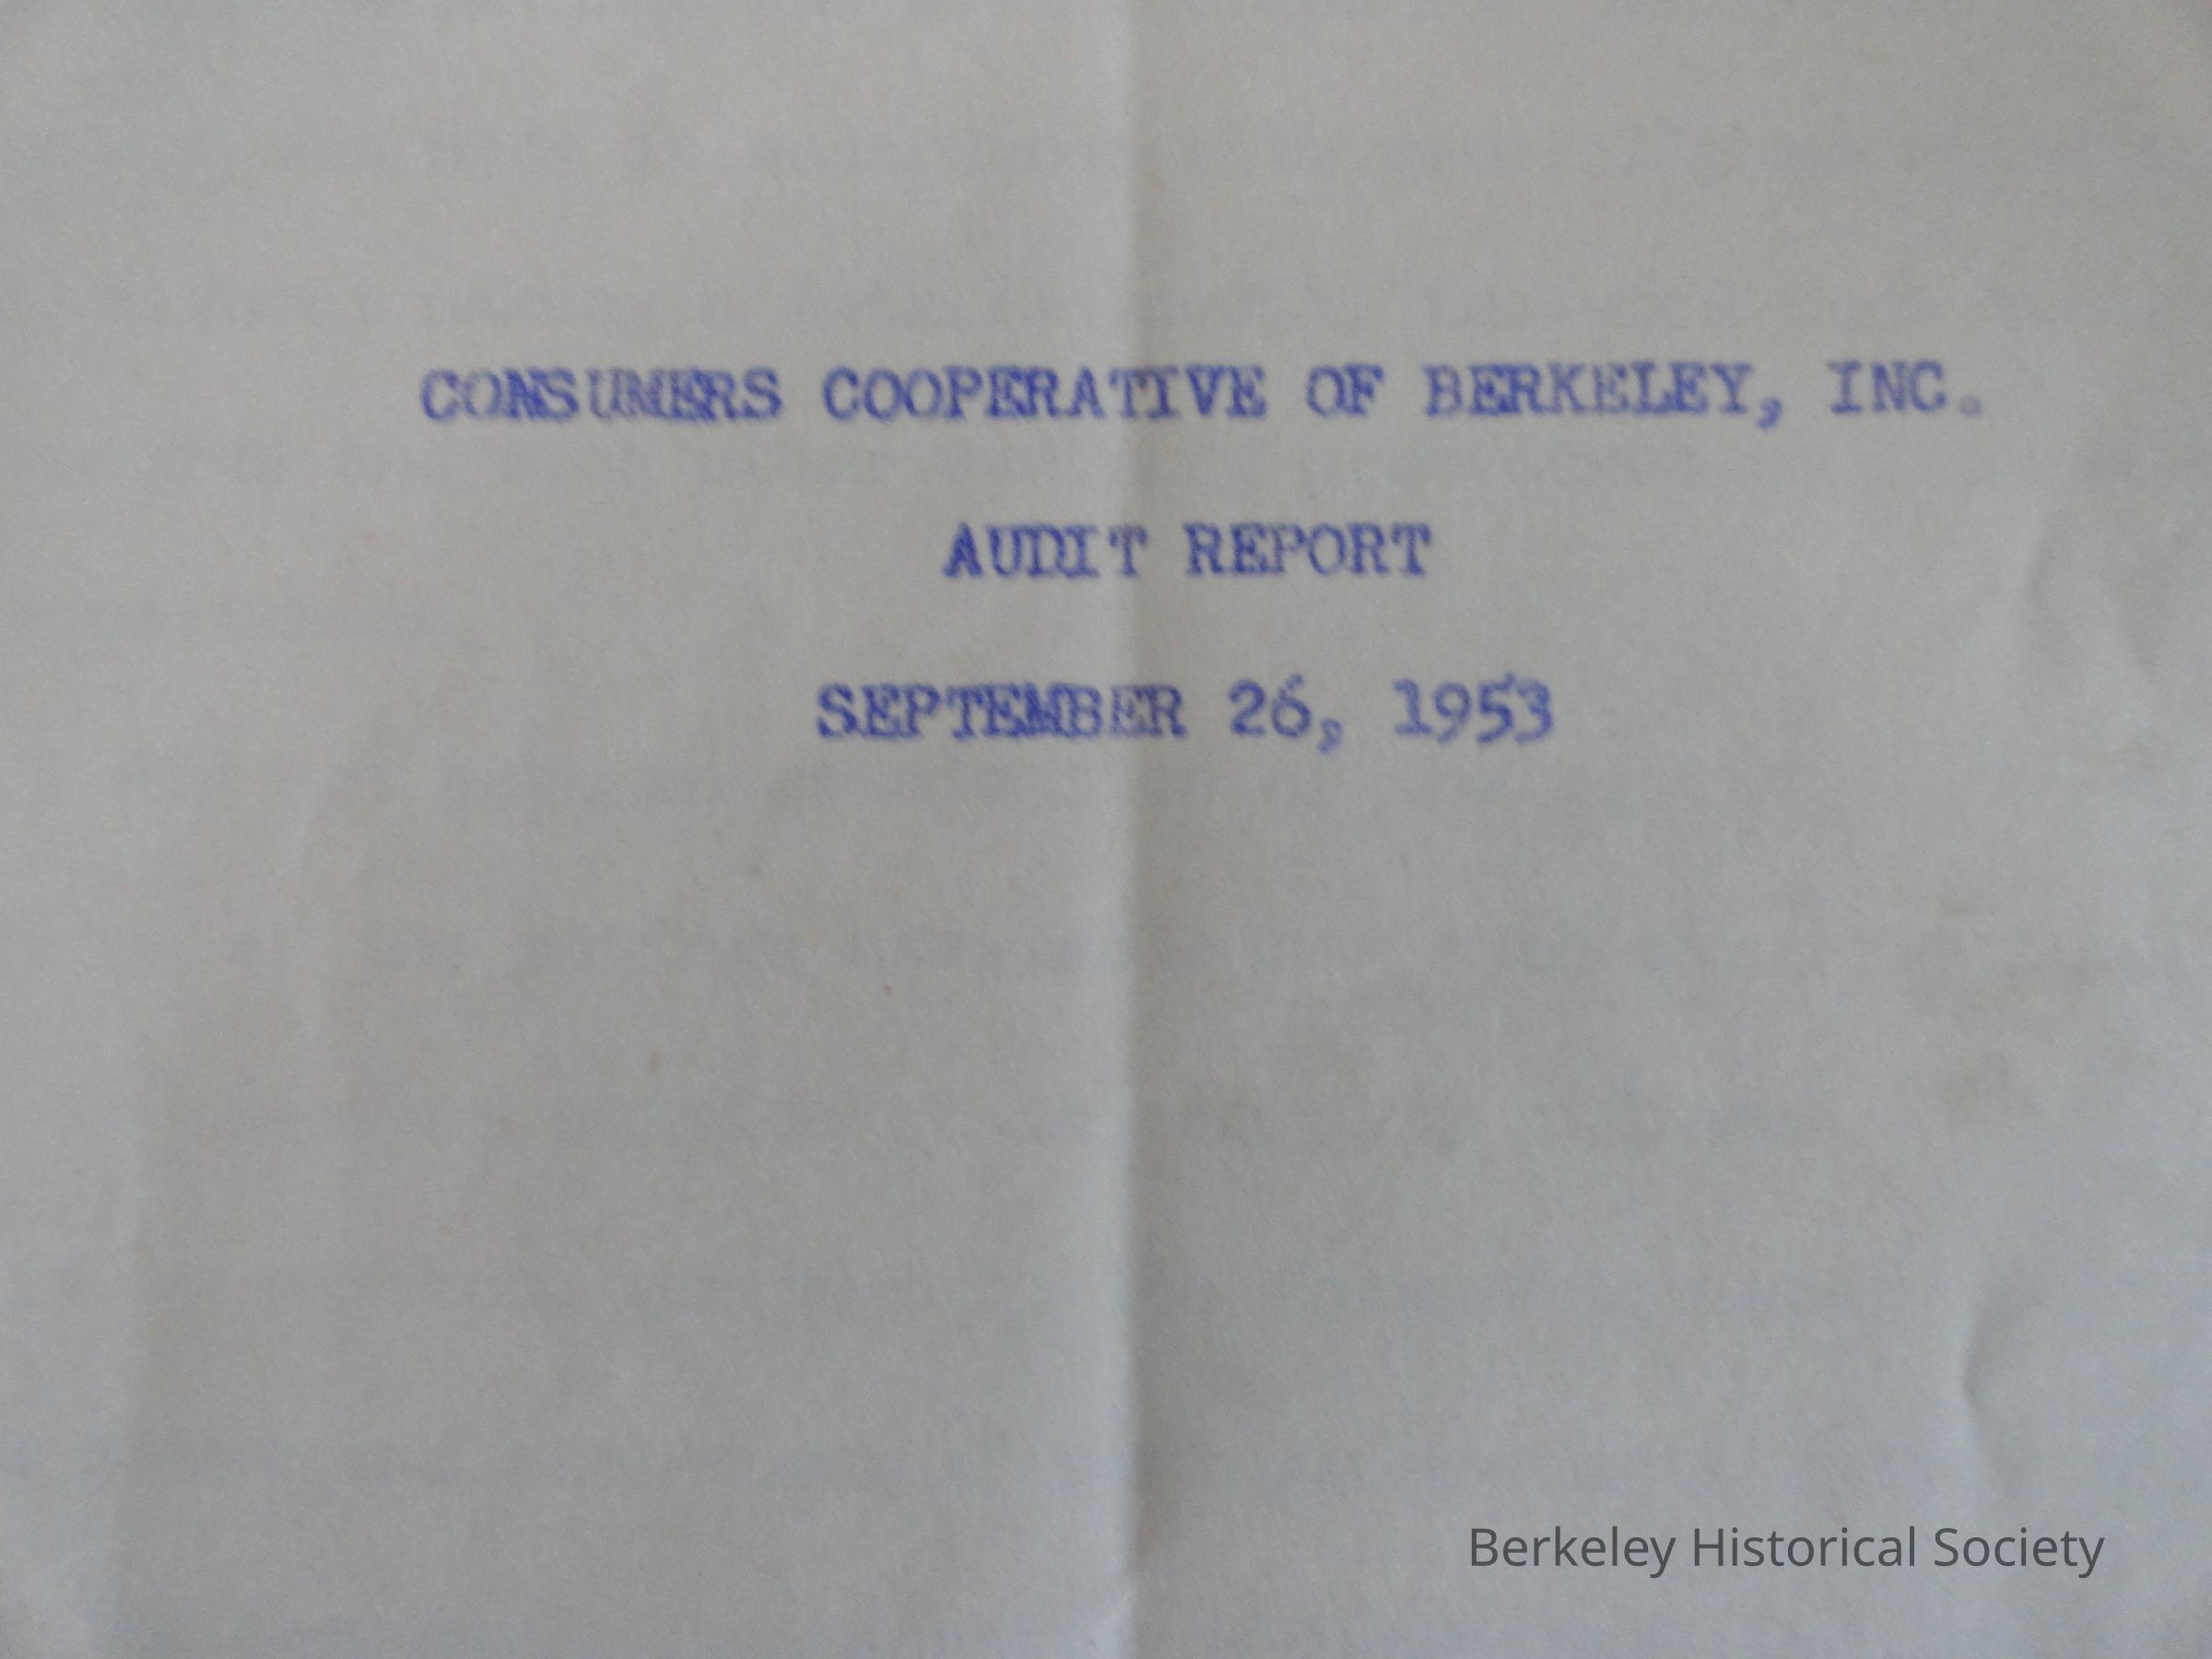 CONSUMERS COOPERATIVE OF BERKELEY, INC.
AUDIT REPORT
SEPTEMBER 26, 1953
Berkeley Historical Society